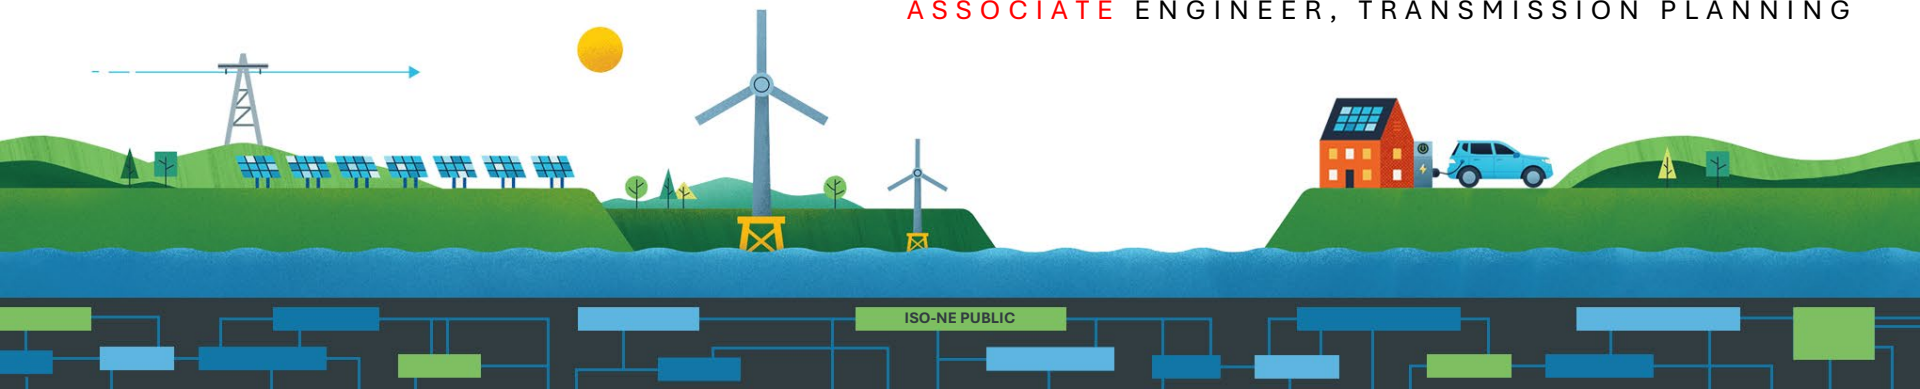 ASSOCIATE ENGINEER, TRANSMISSION PLANNING
ISO-NE PUBLIC